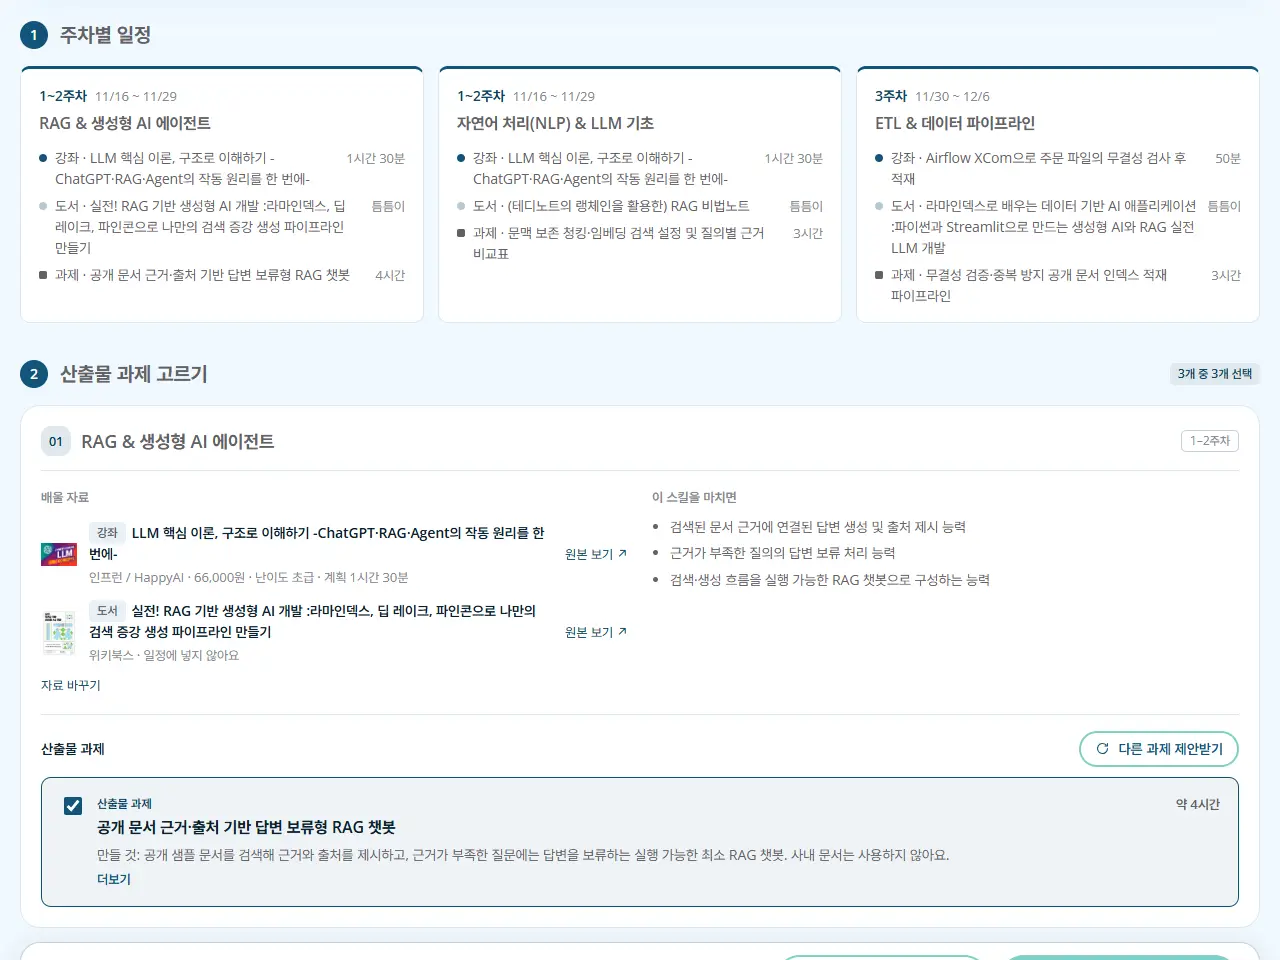 1 주차별 일정
1~2주차 11/16 ~ 11/29
RAG & 생성형 AI 에이전트
강좌 · LLM 핵심 이론, 구조로 이해하기 - 1시간 30분
ChatGPT·RAG·Agent의 작동 원리를 한 번에-
도서 · 실전! RAG 기반 생성형 AI 개발 :라마인덱스, 딥 틈틈이
레이크, 파인콘으로 나만의 검색 증강 생성 파이프라인
만들기
과제 · 공개 문서 근거·출처 기반 답변 보류형 RAG 챗봇 4시간
1~2주차 11/16 ~ 11/29
자연어 처리(NLP) & LLM 기초
강좌 · LLM 핵심 이론, 구조로 이해하기 - 1시간 30분
ChatGPT·RAG·Agent의 작동 원리를 한 번에-
도서 · (테디노트의 랭체인을 활용한) RAG 비법노트 틈틈이
과제 · 문맥 보존 청킹·임베딩 검색 설정 및 질의별 근거 3시간
비교표
3주차 11/30 ~ 12/6
ETL & 데이터 파이프라인
강좌 · Airflow XCom으로 주문 파일의 무결성 검사 후 50분
적재
도서 · 라마인덱스로 배우는 데이터 기반 AI 애플리케이션 틈틈이
:파이썬과 Streamlit으로 만드는 생성형 AI와 RAG 실전
LLM 개발
과제 · 무결성 검증·중복 방지 공개 문서 인덱스 적재 3시간
파이프라인
2 산출물 과제 고르기 3개 중 3개 선택
01 RAG & 생성형 AI 에이전트 1–2주차
배울 자료
강좌 LLM 핵심 이론, 구조로 이해하기 -ChatGPT·RAG·Agent의 작동 원리를 한
번에-
원본 보기 ↗
인프런 / HappyAI · 66,000원 · 난이도 초급 · 계획 1시간 30분
LLM
도서 실전! RAG 기반 생성형 AI 개발 :라마인덱스, 딥 레이크, 파인콘으로 나만의
검색 증강 생성 파이프라인 만들기
원본 보기 ↗
위키북스 · 일정에 넣지 않아요
자료 바꾸기
이 스킬을 마치면
검색된 문서 근거에 연결된 답변 생성 및 출처 제시 능력
근거가 부족한 질의의 답변 보류 처리 능력
검색·생성 흐름을 실행 가능한 RAG 챗봇으로 구성하는 능력
산출물 과제 다른 과제 제안받기
산출물 과제 약 4시간
공개 문서 근거·출처 기반 답변 보류형 RAG 챗봇
만들 것: 공개 샘플 문서를 검색해 근거와 출처를 제시하고, 근거가 부족한 질문에는 답변을 보류하는 실행 가능한 최소 RAG 챗봇. 사내 문서는 사용하지 않아요.
더보기